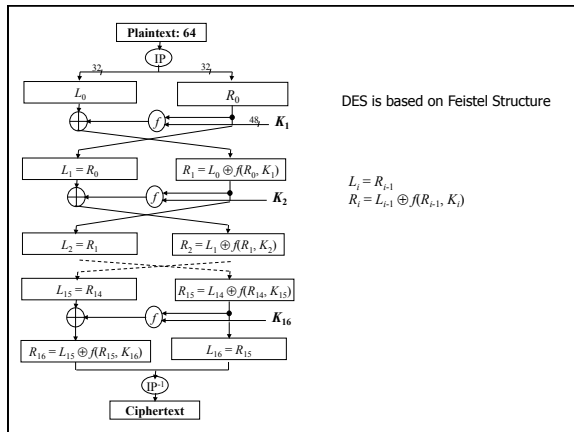 Plaintext: 64
IP
32 32
L₀ R₀
f 48 K₁
DES is based on Feistel Structure
L₁ = R₀ R₁ = L₀ ⊕ f(R₀, K₁)
f K₂
Lᵢ = Rᵢ₋₁
Rᵢ = Lᵢ₋₁ ⊕ f(Rᵢ₋₁, Kᵢ)
L₂ = R₁ R₂ = L₁ ⊕ f(R₁, K₂)
L₁₅ = R₁₄ R₁₅ = L₁₄ ⊕ f(R₁₄, K₁₅)
f K₁₆
R₁₆ = L₁₅ ⊕ f(R₁₅, K₁₆) L₁₆ = R₁₅
IP⁻¹
Ciphertext